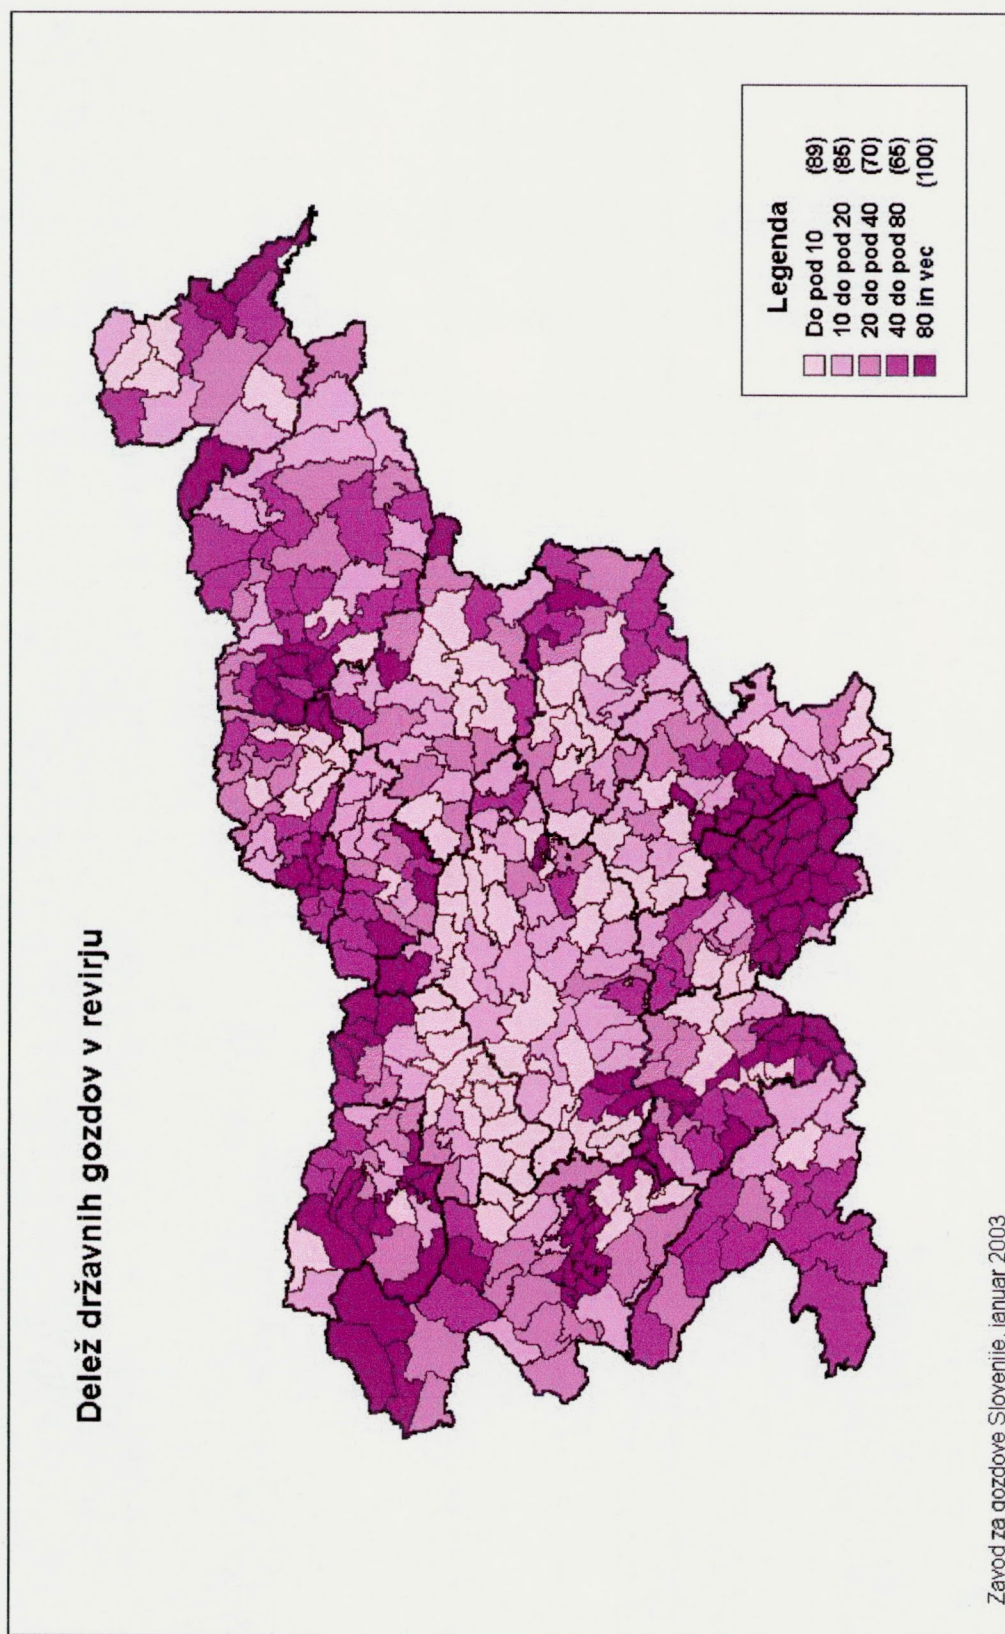 Delež državnih gozdov v revirju
Legenda
Do pod 10 (89)
10 do pod 20 (85)
20 do pod 40 (70)
40 do pod 80 (65)
80 in vec (100)
Zavod za gozdove Slovenije, januar 2003